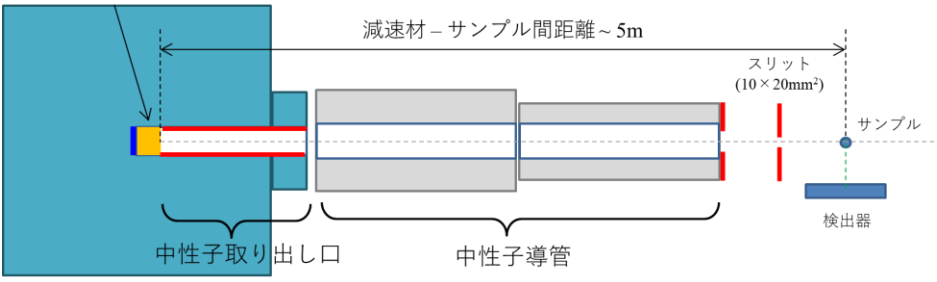 減速材 – サンプル間距離~ 5m
スリット
(10×20mm²)
サンプル
検出器
中性子取り出し口
中性子導管